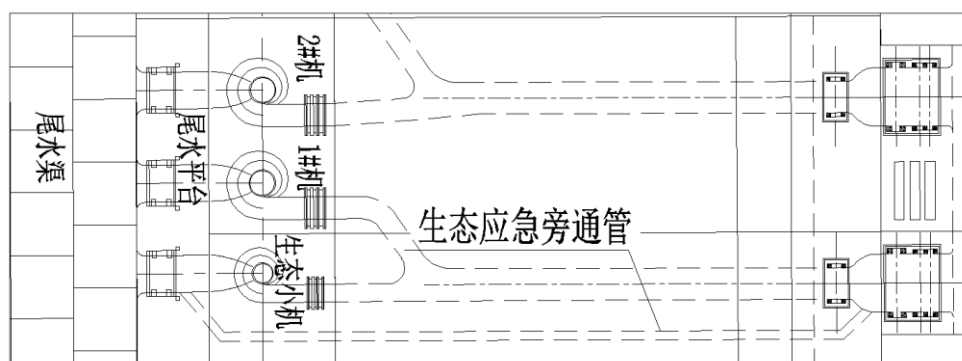 尾水渠
尾水平台
2#机
1#机
生态小机
生态应急旁通管